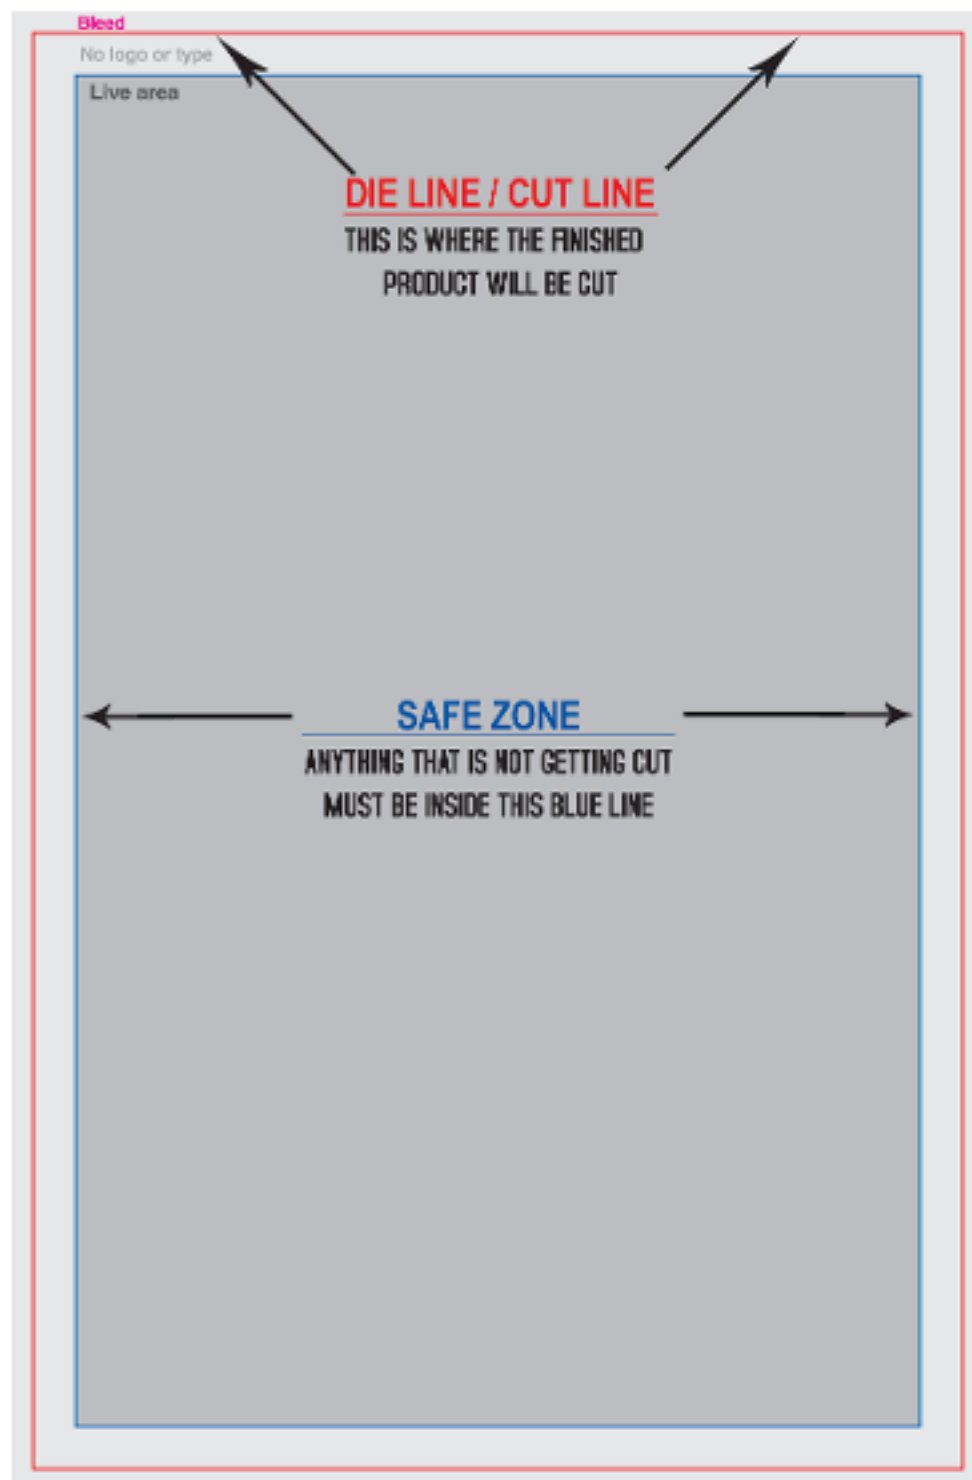 Bleed
No logo or type
Live area
DIE LINE / CUT LINE
THIS IS WHERE THE FINISHED
PRODUCT WILL BE CUT
SAFE ZONE
ANYTHING THAT IS NOT GETTING CUT
MUST BE INSIDE THIS BLUE LINE